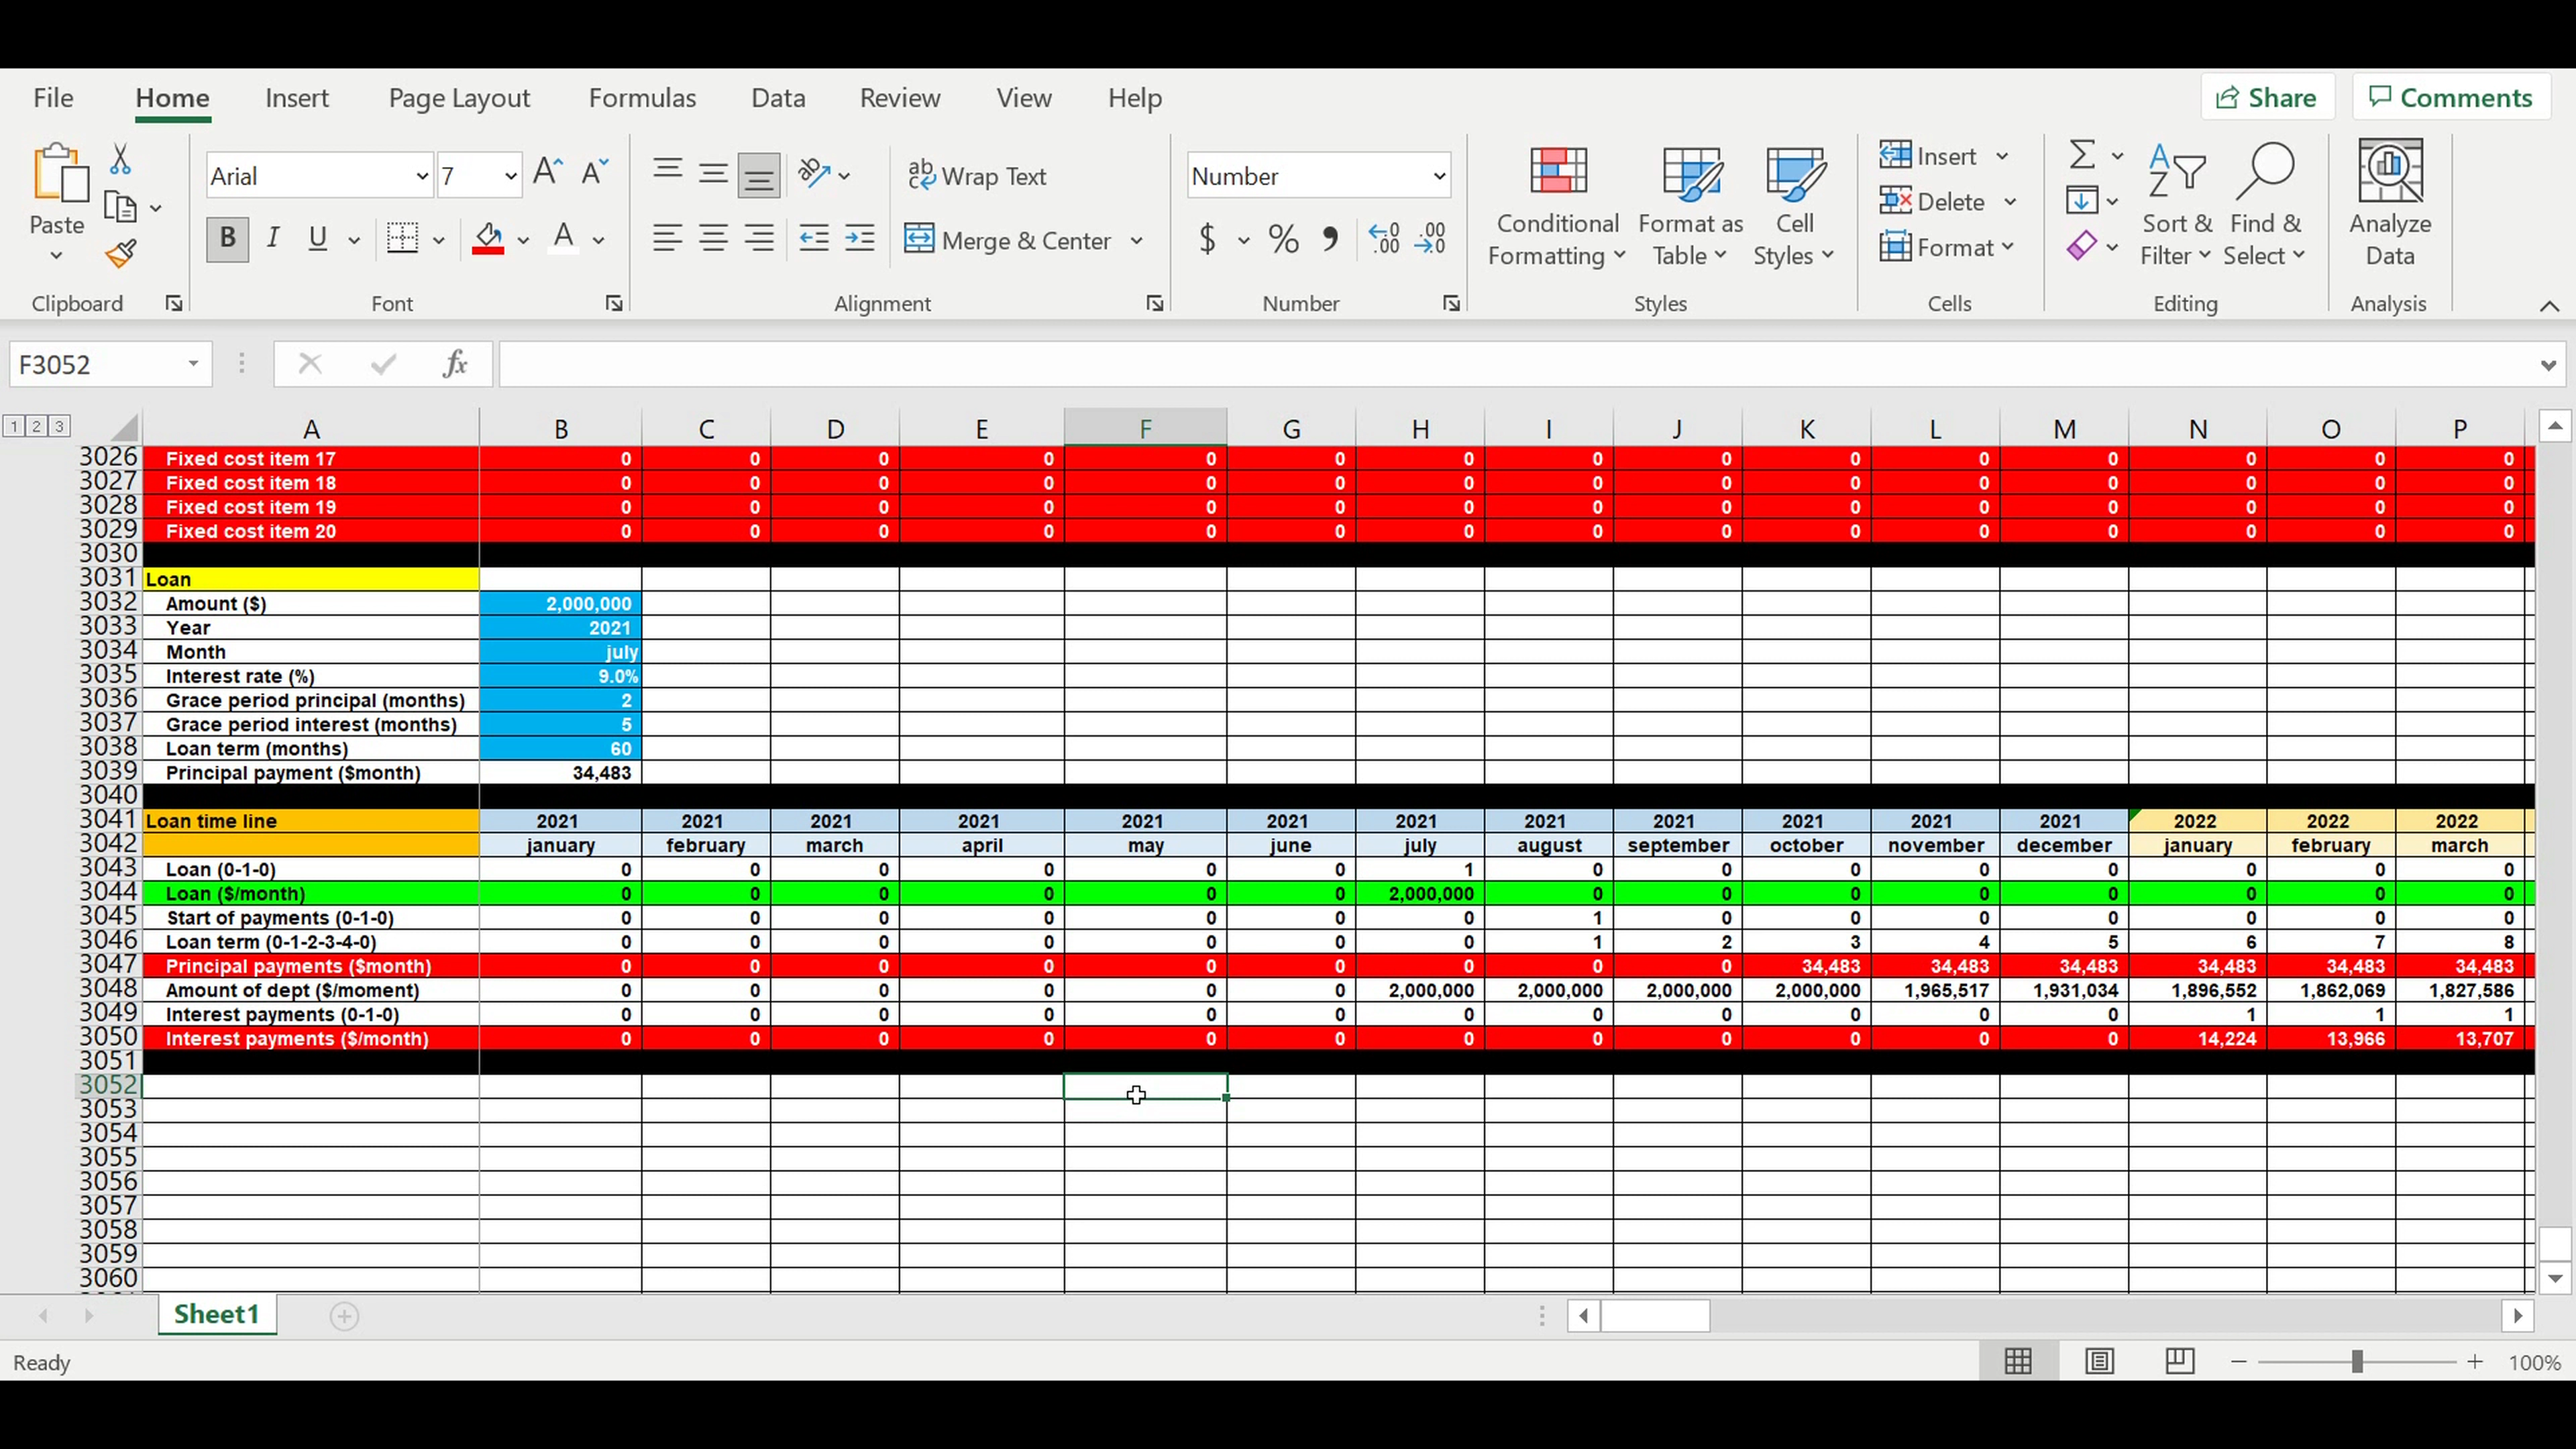 File Home Insert Page Layout Formulas Data Review View Help Share Comments
Paste
Clipboard
Arial 7
B I U A
Font
Wrap Text
Merge & Center
Alignment
Number
$ %
Number
Conditional Formatting
Format as Table
Cell Styles
Styles
Insert
Delete
Format
Cells
Sort & Filter
Find & Select
Editing
Analyze Data
Analysis
F3052 fx
1 2 3 A B C D E F G H I J K L M N O P
3026 Fixed cost item 17 0 0 0 0 0 0 0 0 0 0 0 0 0 0 0
3027 Fixed cost item 18 0 0 0 0 0 0 0 0 0 0 0 0 0 0 0
3028 Fixed cost item 19 0 0 0 0 0 0 0 0 0 0 0 0 0 0 0
3029 Fixed cost item 20 0 0 0 0 0 0 0 0 0 0 0 0 0 0 0
3030
3031 Loan
3032 Amount ($) 2,000,000
3033 Year 2021
3034 Month july
3035 Interest rate (%) 9.0%
3036 Grace period principal (months) 2
3037 Grace period interest (months) 5
3038 Loan term (months) 60
3039 Principal payment ($month) 34,483
3040
3041 Loan time line 2021 2021 2021 2021 2021 2021 2021 2021 2021 2021 2021 2021 2022 2022 2022
3042 january february march april may june july august september october november december january february march
3043 Loan (0-1-0) 0 0 0 0 0 0 1 0 0 0 0 0 0 0 0
3044 Loan ($/month) 0 0 0 0 0 0 2,000,000 0 0 0 0 0 0 0 0
3045 Start of payments (0-1-0) 0 0 0 0 0 0 0 1 0 0 0 0 0 0 0
3046 Loan term (0-1-2-3-4-0) 0 0 0 0 0 0 0 1 2 3 4 5 6 7 8
3047 Principal payments ($month) 0 0 0 0 0 0 0 0 0 34,483 34,483 34,483 34,483 34,483 34,483
3048 Amount of dept ($/moment) 0 0 0 0 0 0 2,000,000 2,000,000 2,000,000 2,000,000 1,965,517 1,931,034 1,896,552 1,862,069 1,827,586
3049 Interest payments (0-1-0) 0 0 0 0 0 0 0 0 0 0 0 0 1 1 1
3050 Interest payments ($/month) 0 0 0 0 0 0 0 0 0 0 0 0 14,224 13,966 13,707
3051
3052
3053
3054
3055
3056
3057
3058
3059
3060
Sheet1
Ready 100%